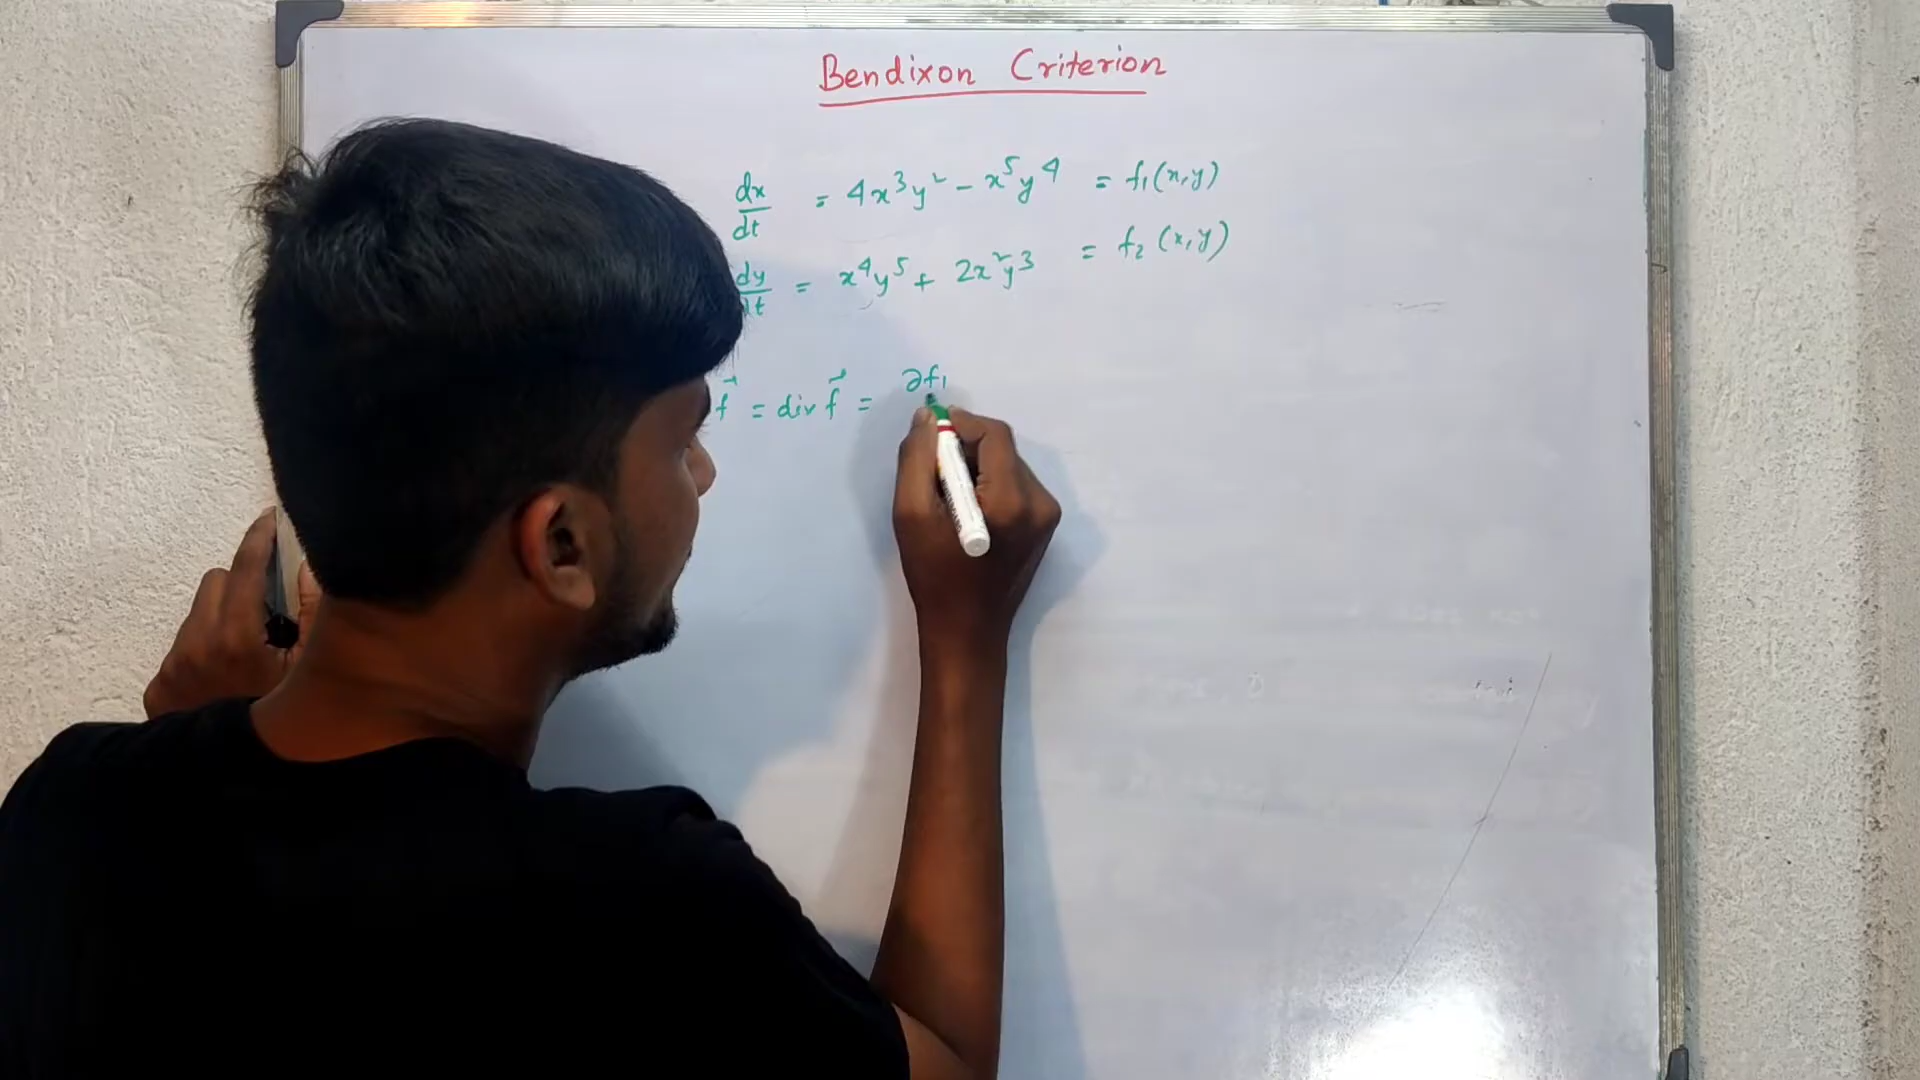 Bendixon Criterion
dx/dt = 4x³y² - x⁵y⁴ = f₁(x,y)
dy/dt = x⁴y⁵ + 2x²y³ = f₂(x,y)
f⃗ = div f⃗ = ∂f₁